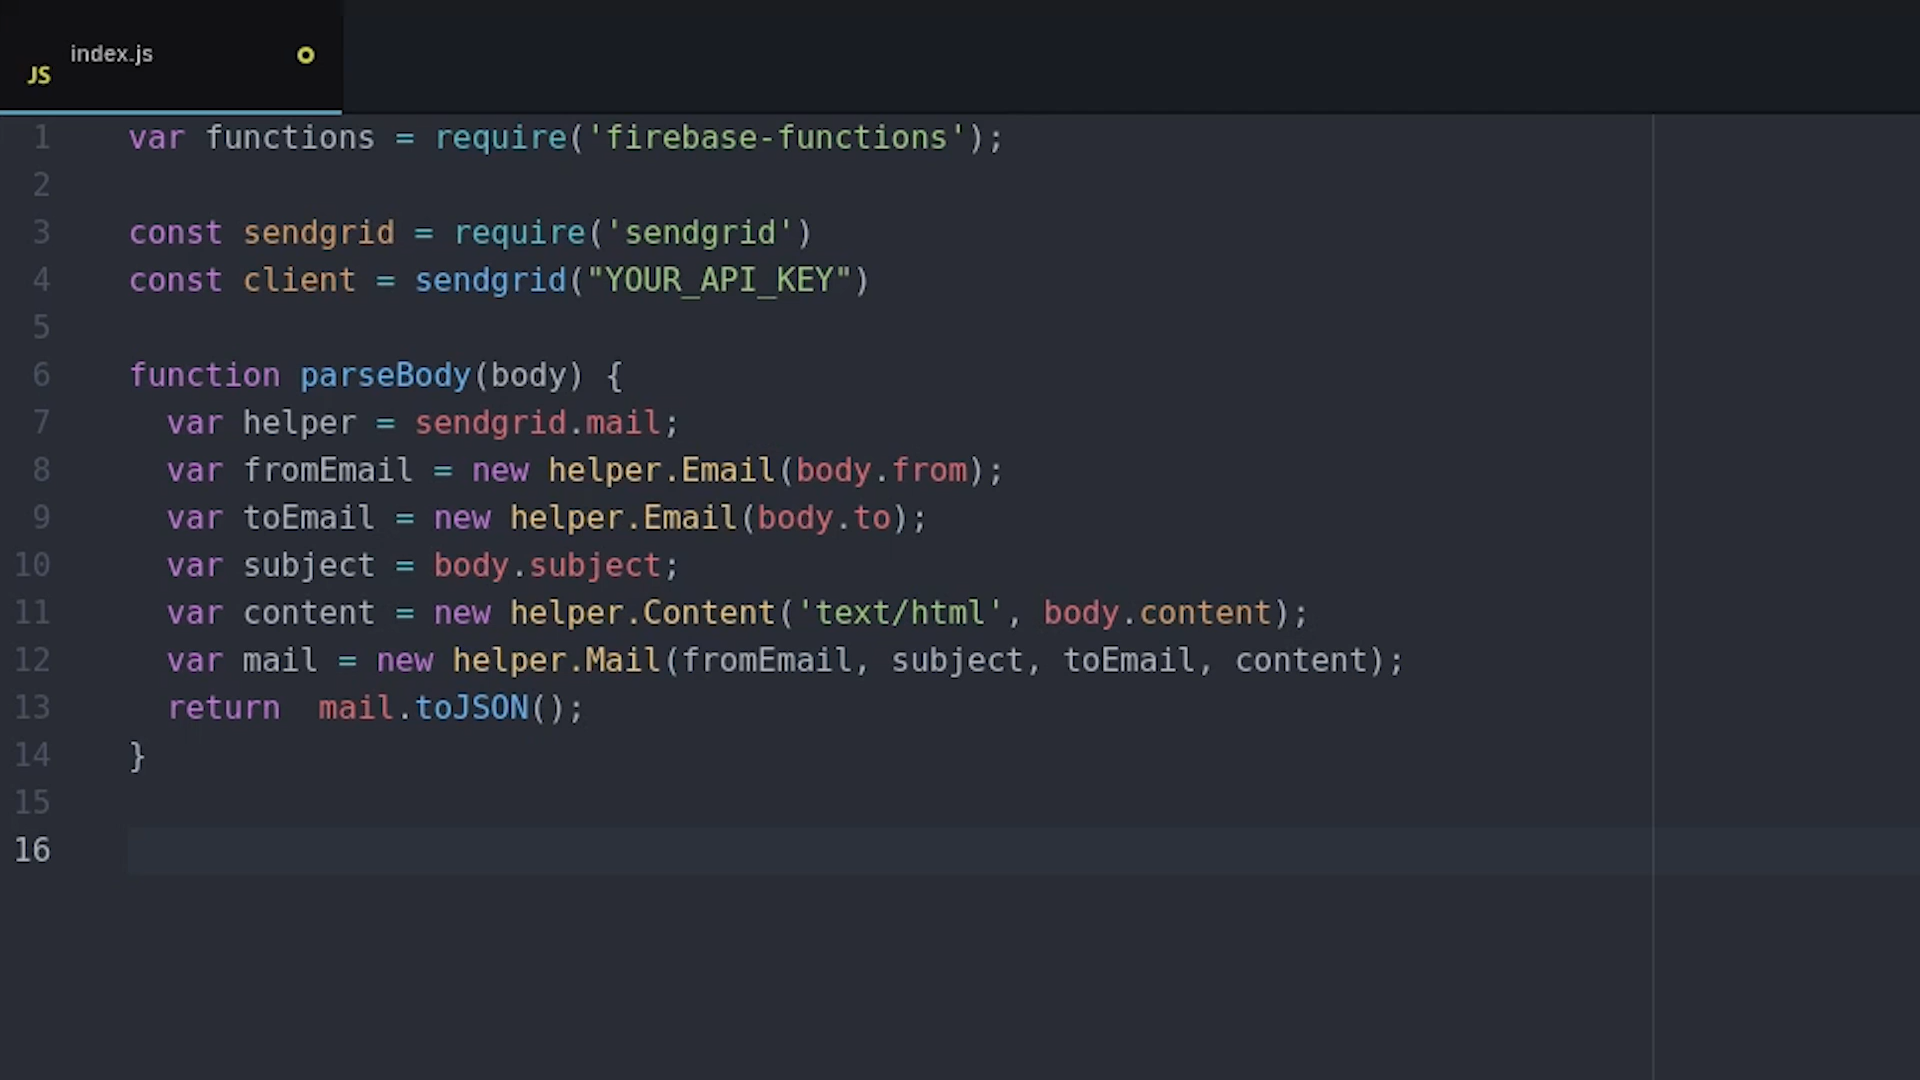 index.js
JS
1 var functions = require('firebase-functions');
2
3 const sendgrid = require('sendgrid')
4 const client = sendgrid("YOUR_API_KEY")
5
6 function parseBody(body) {
7   var helper = sendgrid.mail;
8   var fromEmail = new helper.Email(body.from);
9   var toEmail = new helper.Email(body.to);
10   var subject = body.subject;
11   var content = new helper.Content('text/html', body.content);
12   var mail = new helper.Mail(fromEmail, subject, toEmail, content);
13   return  mail.toJSON();
14 }
15
16